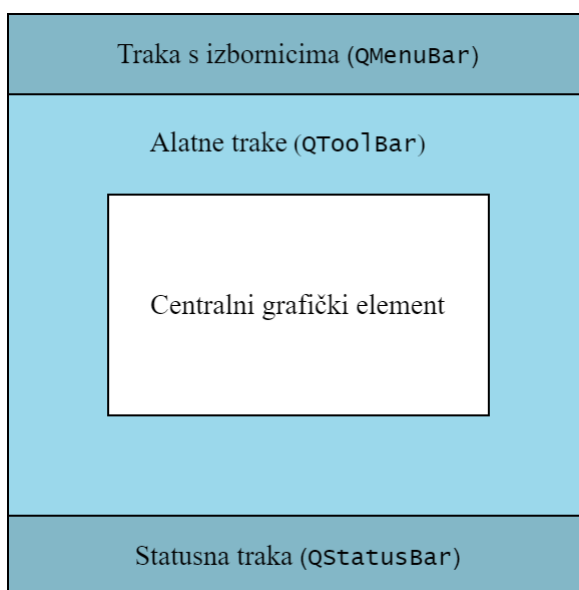 Traka s izbornicima (QMenuBar)
Alatne trake (QToolBar)
Centralni grafički element
Statusna traka (QStatusBar)